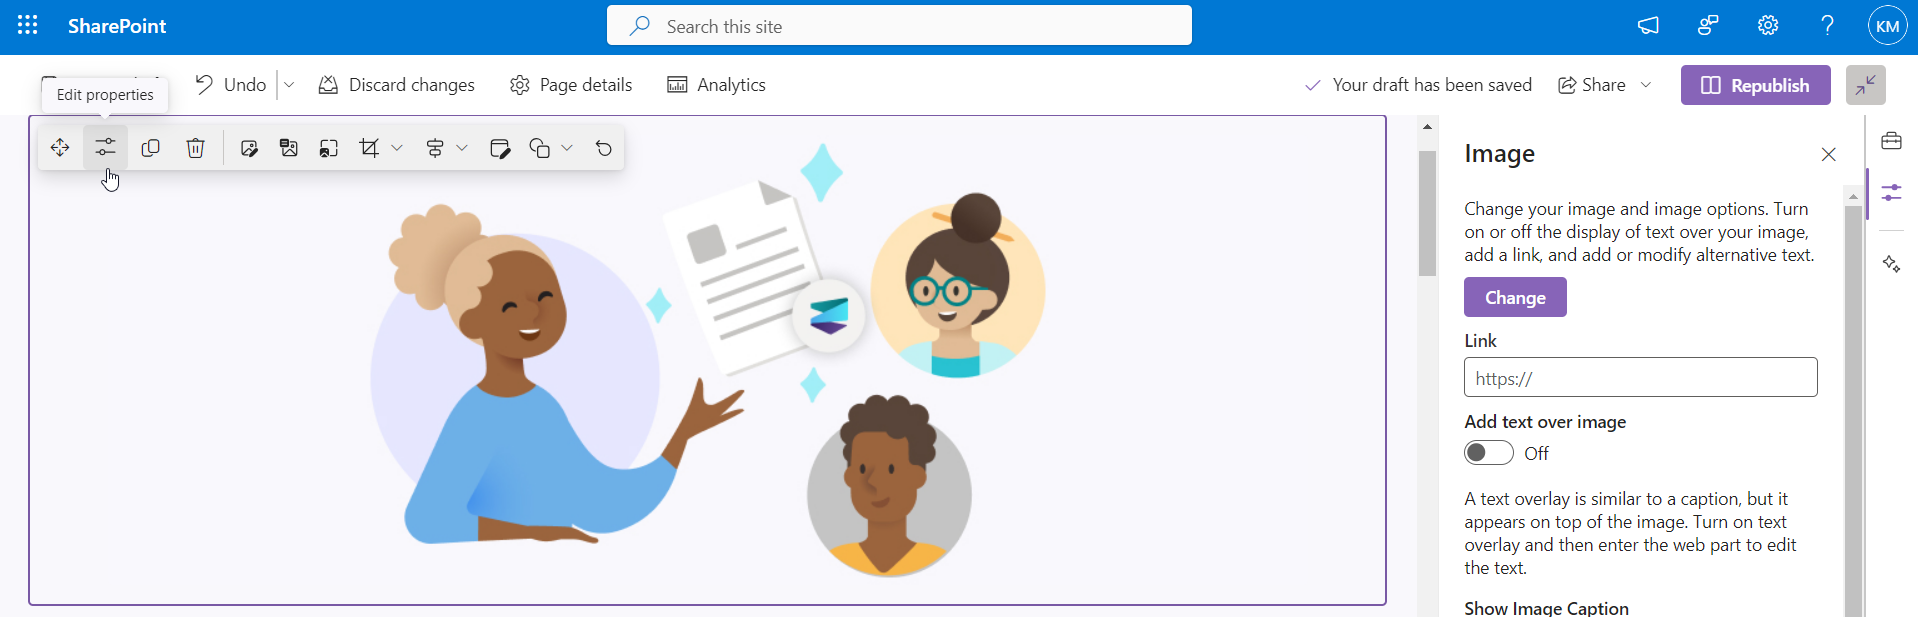 SharePoint
Search this site
KM
Edit properties
Undo
Discard changes
Page details
Analytics
Your draft has been saved
Share
Republish
Image
Change your image and image options. Turn
on or off the display of text over your image,
add a link, and add or modify alternative text.
Change
Link
https://
Add text over image
Off
A text overlay is similar to a caption, but it
appears on top of the image. Turn on text
overlay and then enter the web part to edit
the text.
Show Image Caption